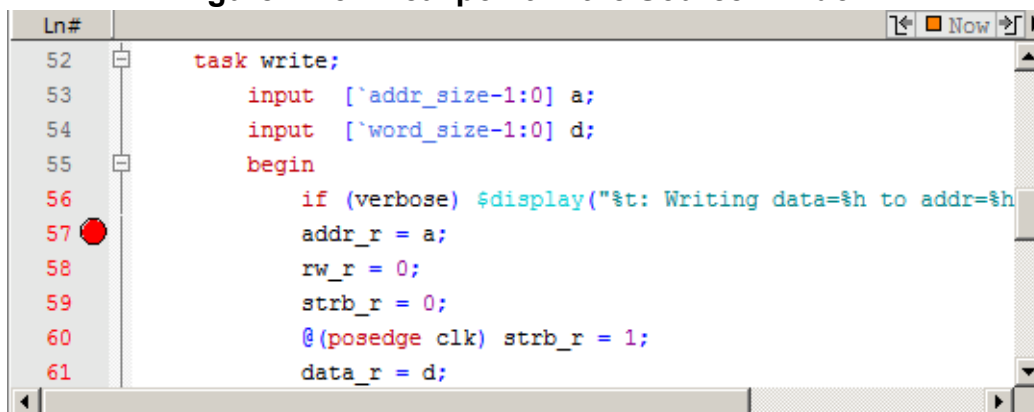 Ln#
Now
52 task write;
53 input [`addr_size-1:0] a;
54 input [`word_size-1:0] d;
55 begin
56 if (verbose) $display("%t: Writing data=%h to addr=%h
57 addr_r = a;
58 rw_r = 0;
59 strb_r = 0;
60 @(posedge clk) strb_r = 1;
61 data_r = d;